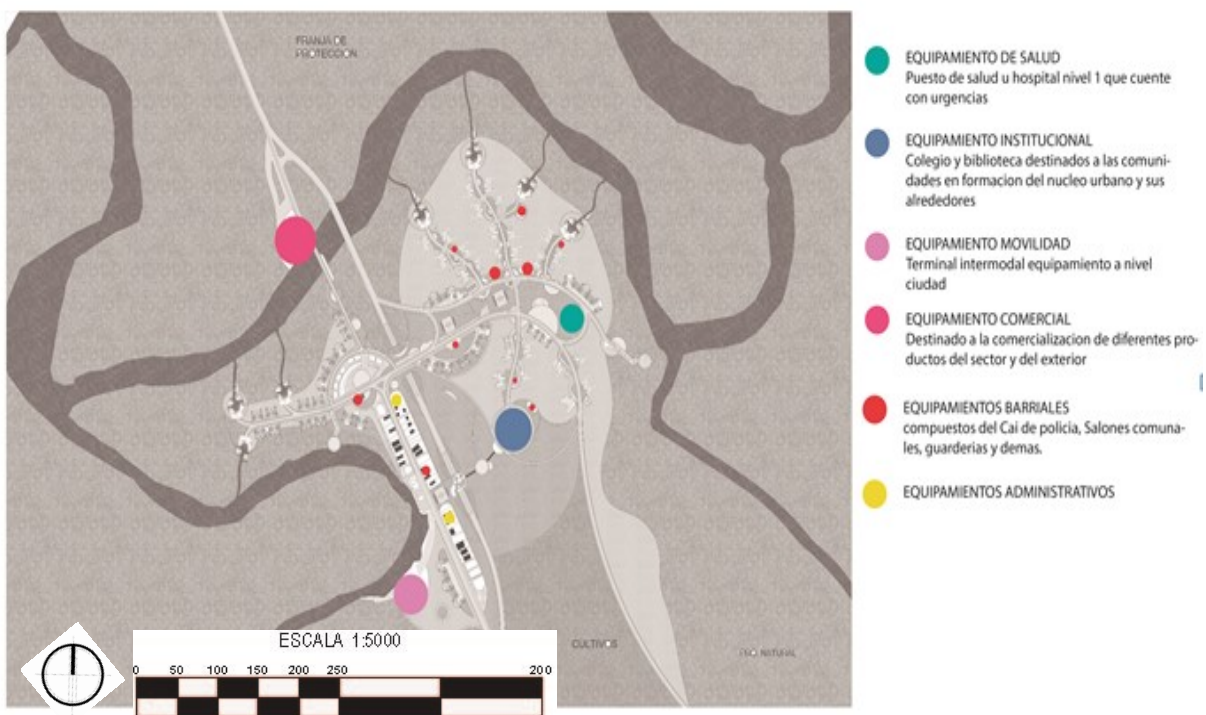 FRANJA DE
PROTECCION
CULTIVOS
ESCALA 1:5000
0 50 100 150 200 250 200
EQUIPAMIENTO DE SALUD
Puesto de salud u hospital nivel 1 que cuente
con urgencias
EQUIPAMIENTO INSTITUCIONAL
Colegio y biblioteca destinados a las comuni-
dades en formacion del nucleo urbano y sus
alrededores
EQUIPAMIENTO MOVILIDAD
Terminal intermodal equipamiento a nivel
ciudad
EQUIPAMIENTO COMERCIAL
Destinado a la comercializacion de diferentes pro-
ductos del sector y del exterior
EQUIPAMIENTOS BARRIALES
compuestos del Cai de policia, Salones comuna-
les, guarderias y demas.
EQUIPAMIENTOS ADMINISTRATIVOS